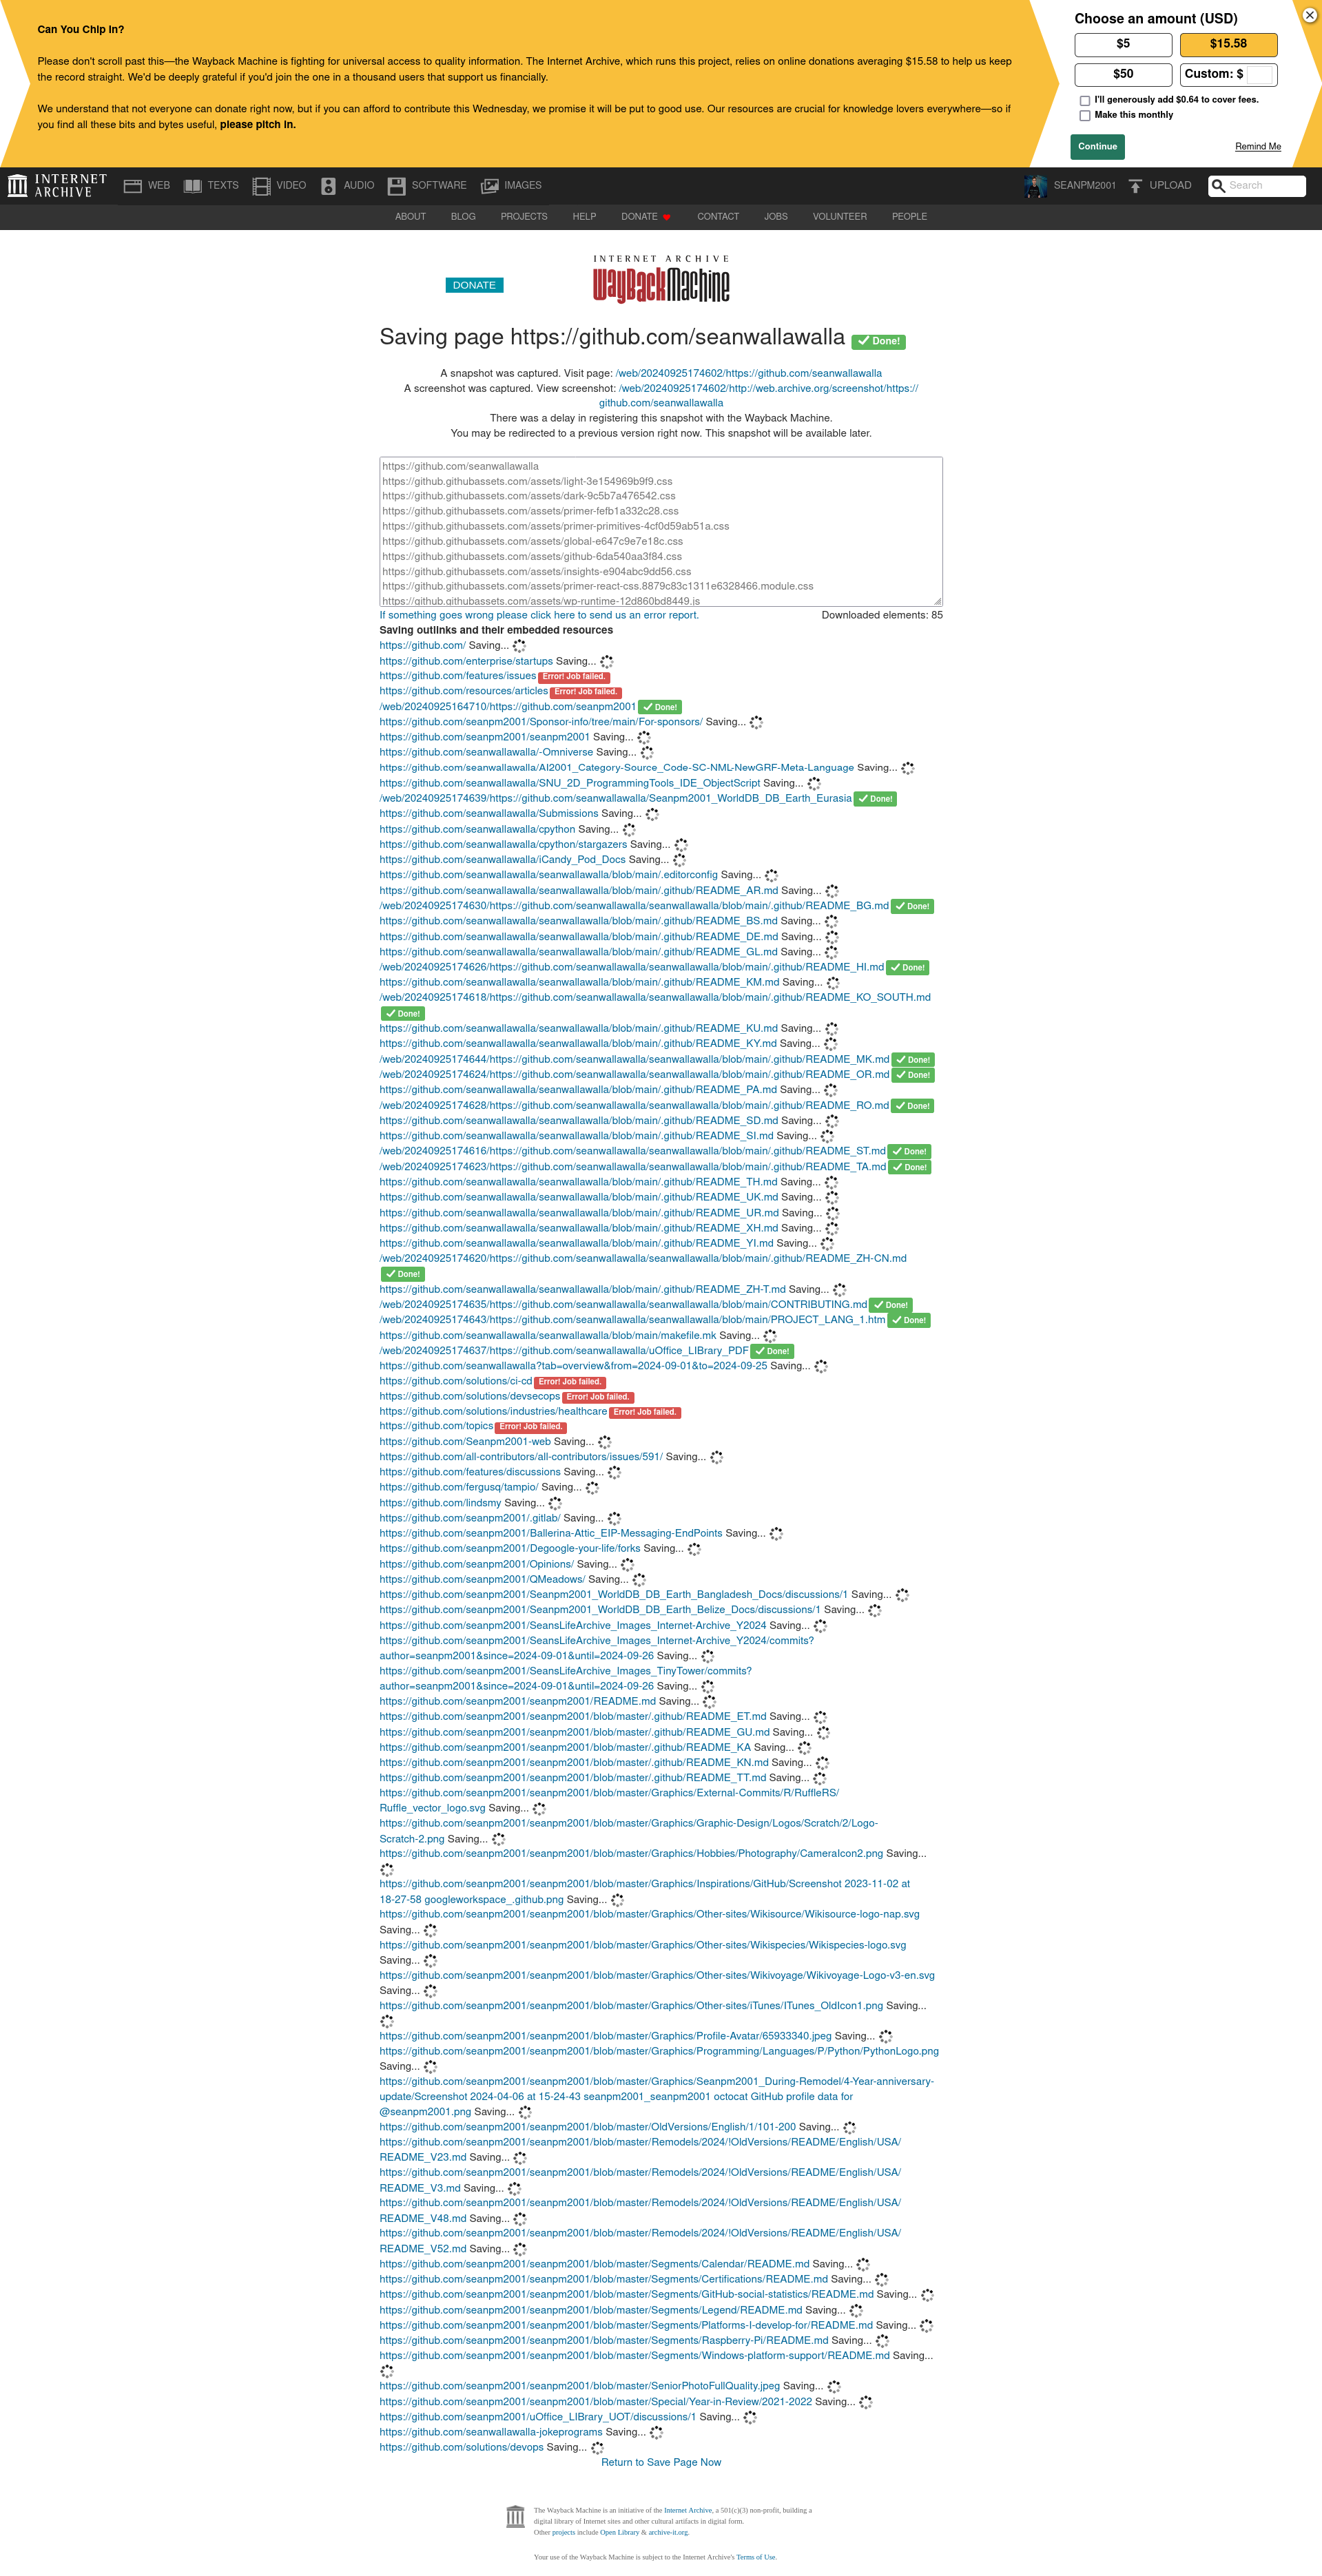 Can You Chip In?
Please don't scroll past this—the Wayback Machine is fighting for universal access to quality information. The Internet Archive, which runs this project, relies on online donations averaging $15.58 to help us keep
the record straight. We'd be deeply grateful if you'd join the one in a thousand users that support us financially.
We understand that not everyone can donate right now, but if you can afford to contribute this Wednesday, we promise it will be put to good use. Our resources are crucial for knowledge lovers everywhere—so if
you find all these bits and bytes useful, please pitch in.
Choose an amount (USD)
$5 $15.58
$50 Custom: $
I'll generously add $0.64 to cover fees.
Make this monthly
Continue Remind Me
INTERNET ARCHIVE WEB TEXTS VIDEO AUDIO SOFTWARE IMAGES SEANPM2001 UPLOAD Search
ABOUT BLOG PROJECTS HELP DONATE CONTACT JOBS VOLUNTEER PEOPLE
INTERNET ARCHIVE
WayBackMachine
DONATE
Saving page https://github.com/seanwallawalla Done!
A snapshot was captured. Visit page: /web/20240925174602/https://github.com/seanwallawalla
A screenshot was captured. View screenshot: /web/20240925174602/http://web.archive.org/screenshot/https://
github.com/seanwallawalla
There was a delay in registering this snapshot with the Wayback Machine.
You may be redirected to a previous version right now. This snapshot will be available later.
https://github.com/seanwallawalla
https://github.githubassets.com/assets/light-3e154969b9f9.css
https://github.githubassets.com/assets/dark-9c5b7a476542.css
https://github.githubassets.com/assets/primer-fefb1a332c28.css
https://github.githubassets.com/assets/primer-primitives-4cf0d59ab51a.css
https://github.githubassets.com/assets/global-e647c9e7e18c.css
https://github.githubassets.com/assets/github-6da540aa3f84.css
https://github.githubassets.com/assets/insights-e904abc9dd56.css
https://github.githubassets.com/assets/primer-react-css.8879c83c1311e6328466.module.css
https://github.githubassets.com/assets/wp-runtime-12d860bd8449.js
If something goes wrong please click here to send us an error report. Downloaded elements: 85
Saving outlinks and their embedded resources
https://github.com/ Saving...
https://github.com/enterprise/startups Saving...
https://github.com/features/issues Error! Job failed.
https://github.com/resources/articles Error! Job failed.
/web/20240925164710/https://github.com/seanpm2001 Done!
https://github.com/seanpm2001/Sponsor-info/tree/main/For-sponsors/ Saving...
https://github.com/seanpm2001/seanpm2001 Saving...
https://github.com/seanwallawalla/-Omniverse Saving...
https://github.com/seanwallawalla/AI2001_Category-Source_Code-SC-NML-NewGRF-Meta-Language Saving...
https://github.com/seanwallawalla/SNU_2D_ProgrammingTools_IDE_ObjectScript Saving...
/web/20240925174639/https://github.com/seanwallawalla/Seanpm2001_WorldDB_DB_Earth_Eurasia Done!
https://github.com/seanwallawalla/Submissions Saving...
https://github.com/seanwallawalla/cpython Saving...
https://github.com/seanwallawalla/cpython/stargazers Saving...
https://github.com/seanwallawalla/iCandy_Pod_Docs Saving...
https://github.com/seanwallawalla/seanwallawalla/blob/main/.editorconfig Saving...
https://github.com/seanwallawalla/seanwallawalla/blob/main/.github/README_AR.md Saving...
/web/20240925174630/https://github.com/seanwallawalla/seanwallawalla/blob/main/.github/README_BG.md Done!
https://github.com/seanwallawalla/seanwallawalla/blob/main/.github/README_BS.md Saving...
https://github.com/seanwallawalla/seanwallawalla/blob/main/.github/README_DE.md Saving...
https://github.com/seanwallawalla/seanwallawalla/blob/main/.github/README_GL.md Saving...
/web/20240925174626/https://github.com/seanwallawalla/seanwallawalla/blob/main/.github/README_HI.md Done!
https://github.com/seanwallawalla/seanwallawalla/blob/main/.github/README_KM.md Saving...
/web/20240925174618/https://github.com/seanwallawalla/seanwallawalla/blob/main/.github/README_KO_SOUTH.md
Done!
https://github.com/seanwallawalla/seanwallawalla/blob/main/.github/README_KU.md Saving...
https://github.com/seanwallawalla/seanwallawalla/blob/main/.github/README_KY.md Saving...
/web/20240925174644/https://github.com/seanwallawalla/seanwallawalla/blob/main/.github/README_MK.md Done!
/web/20240925174624/https://github.com/seanwallawalla/seanwallawalla/blob/main/.github/README_OR.md Done!
https://github.com/seanwallawalla/seanwallawalla/blob/main/.github/README_PA.md Saving...
/web/20240925174628/https://github.com/seanwallawalla/seanwallawalla/blob/main/.github/README_RO.md Done!
https://github.com/seanwallawalla/seanwallawalla/blob/main/.github/README_SD.md Saving...
https://github.com/seanwallawalla/seanwallawalla/blob/main/.github/README_SI.md Saving...
/web/20240925174616/https://github.com/seanwallawalla/seanwallawalla/blob/main/.github/README_ST.md Done!
/web/20240925174623/https://github.com/seanwallawalla/seanwallawalla/blob/main/.github/README_TA.md Done!
https://github.com/seanwallawalla/seanwallawalla/blob/main/.github/README_TH.md Saving...
https://github.com/seanwallawalla/seanwallawalla/blob/main/.github/README_UK.md Saving...
https://github.com/seanwallawalla/seanwallawalla/blob/main/.github/README_UR.md Saving...
https://github.com/seanwallawalla/seanwallawalla/blob/main/.github/README_XH.md Saving...
https://github.com/seanwallawalla/seanwallawalla/blob/main/.github/README_YI.md Saving...
/web/20240925174620/https://github.com/seanwallawalla/seanwallawalla/blob/main/.github/README_ZH-CN.md
Done!
https://github.com/seanwallawalla/seanwallawalla/blob/main/.github/README_ZH-T.md Saving...
/web/20240925174635/https://github.com/seanwallawalla/seanwallawalla/blob/main/CONTRIBUTING.md Done!
/web/20240925174643/https://github.com/seanwallawalla/seanwallawalla/blob/main/PROJECT_LANG_1.htm Done!
https://github.com/seanwallawalla/seanwallawalla/blob/main/makefile.mk Saving...
/web/20240925174637/https://github.com/seanwallawalla/uOffice_LIBrary_PDF Done!
https://github.com/seanwallawalla?tab=overview&from=2024-09-01&to=2024-09-25 Saving...
https://github.com/solutions/ci-cd Error! Job failed.
https://github.com/solutions/devsecops Error! Job failed.
https://github.com/solutions/industries/healthcare Error! Job failed.
https://github.com/topics Error! Job failed.
https://github.com/Seanpm2001-web Saving...
https://github.com/all-contributors/all-contributors/issues/591/ Saving...
https://github.com/features/discussions Saving...
https://github.com/fergusq/tampio/ Saving...
https://github.com/lindsmy Saving...
https://github.com/seanpm2001/.gitlab/ Saving...
https://github.com/seanpm2001/Ballerina-Attic_EIP-Messaging-EndPoints Saving...
https://github.com/seanpm2001/Degoogle-your-life/forks Saving...
https://github.com/seanpm2001/Opinions/ Saving...
https://github.com/seanpm2001/QMeadows/ Saving...
https://github.com/seanpm2001/Seanpm2001_WorldDB_DB_Earth_Bangladesh_Docs/discussions/1 Saving...
https://github.com/seanpm2001/Seanpm2001_WorldDB_DB_Earth_Belize_Docs/discussions/1 Saving...
https://github.com/seanpm2001/SeansLifeArchive_Images_Internet-Archive_Y2024 Saving...
https://github.com/seanpm2001/SeansLifeArchive_Images_Internet-Archive_Y2024/commits?
author=seanpm2001&since=2024-09-01&until=2024-09-26 Saving...
https://github.com/seanpm2001/SeansLifeArchive_Images_TinyTower/commits?
author=seanpm2001&since=2024-09-01&until=2024-09-26 Saving...
https://github.com/seanpm2001/seanpm2001/README.md Saving...
https://github.com/seanpm2001/seanpm2001/blob/master/.github/README_ET.md Saving...
https://github.com/seanpm2001/seanpm2001/blob/master/.github/README_GU.md Saving...
https://github.com/seanpm2001/seanpm2001/blob/master/.github/README_KA Saving...
https://github.com/seanpm2001/seanpm2001/blob/master/.github/README_KN.md Saving...
https://github.com/seanpm2001/seanpm2001/blob/master/.github/README_TT.md Saving...
https://github.com/seanpm2001/seanpm2001/blob/master/Graphics/External-Commits/R/RuffleRS/
Ruffle_vector_logo.svg Saving...
https://github.com/seanpm2001/seanpm2001/blob/master/Graphics/Graphic-Design/Logos/Scratch/2/Logo-
Scratch-2.png Saving...
https://github.com/seanpm2001/seanpm2001/blob/master/Graphics/Hobbies/Photography/CameraIcon2.png Saving...
https://github.com/seanpm2001/seanpm2001/blob/master/Graphics/Inspirations/GitHub/Screenshot 2023-11-02 at
18-27-58 googleworkspace_.github.png Saving...
https://github.com/seanpm2001/seanpm2001/blob/master/Graphics/Other-sites/Wikisource/Wikisource-logo-nap.svg
Saving...
https://github.com/seanpm2001/seanpm2001/blob/master/Graphics/Other-sites/Wikispecies/Wikispecies-logo.svg
Saving...
https://github.com/seanpm2001/seanpm2001/blob/master/Graphics/Other-sites/Wikivoyage/Wikivoyage-Logo-v3-en.svg
Saving...
https://github.com/seanpm2001/seanpm2001/blob/master/Graphics/Other-sites/iTunes/ITunes_OldIcon1.png Saving...
https://github.com/seanpm2001/seanpm2001/blob/master/Graphics/Profile-Avatar/65933340.jpeg Saving...
https://github.com/seanpm2001/seanpm2001/blob/master/Graphics/Programming/Languages/P/Python/PythonLogo.png
Saving...
https://github.com/seanpm2001/seanpm2001/blob/master/Graphics/Seanpm2001_During-Remodel/4-Year-anniversary-
update/Screenshot 2024-04-06 at 15-24-43 seanpm2001_seanpm2001 octocat GitHub profile data for
@seanpm2001.png Saving...
https://github.com/seanpm2001/seanpm2001/blob/master/OldVersions/English/1/101-200 Saving...
https://github.com/seanpm2001/seanpm2001/blob/master/Remodels/2024/!OldVersions/README/English/USA/
README_V23.md Saving...
https://github.com/seanpm2001/seanpm2001/blob/master/Remodels/2024/!OldVersions/README/English/USA/
README_V3.md Saving...
https://github.com/seanpm2001/seanpm2001/blob/master/Remodels/2024/!OldVersions/README/English/USA/
README_V48.md Saving...
https://github.com/seanpm2001/seanpm2001/blob/master/Remodels/2024/!OldVersions/README/English/USA/
README_V52.md Saving...
https://github.com/seanpm2001/seanpm2001/blob/master/Segments/Calendar/README.md Saving...
https://github.com/seanpm2001/seanpm2001/blob/master/Segments/Certifications/README.md Saving...
https://github.com/seanpm2001/seanpm2001/blob/master/Segments/GitHub-social-statistics/README.md Saving...
https://github.com/seanpm2001/seanpm2001/blob/master/Segments/Legend/README.md Saving...
https://github.com/seanpm2001/seanpm2001/blob/master/Segments/Platforms-I-develop-for/README.md Saving...
https://github.com/seanpm2001/seanpm2001/blob/master/Segments/Raspberry-Pi/README.md Saving...
https://github.com/seanpm2001/seanpm2001/blob/master/Segments/Windows-platform-support/README.md Saving...
https://github.com/seanpm2001/seanpm2001/blob/master/SeniorPhotoFullQuality.jpeg Saving...
https://github.com/seanpm2001/seanpm2001/blob/master/Special/Year-in-Review/2021-2022 Saving...
https://github.com/seanpm2001/uOffice_LIBrary_UOT/discussions/1 Saving...
https://github.com/seanwallawalla-jokeprograms Saving...
https://github.com/solutions/devops Saving...
Return to Save Page Now
The Wayback Machine is an initiative of the Internet Archive, a 501(c)(3) non-profit, building a
digital library of Internet sites and other cultural artifacts in digital form.
Other projects include Open Library & archive-it.org.
Your use of the Wayback Machine is subject to the Internet Archive's Terms of Use.